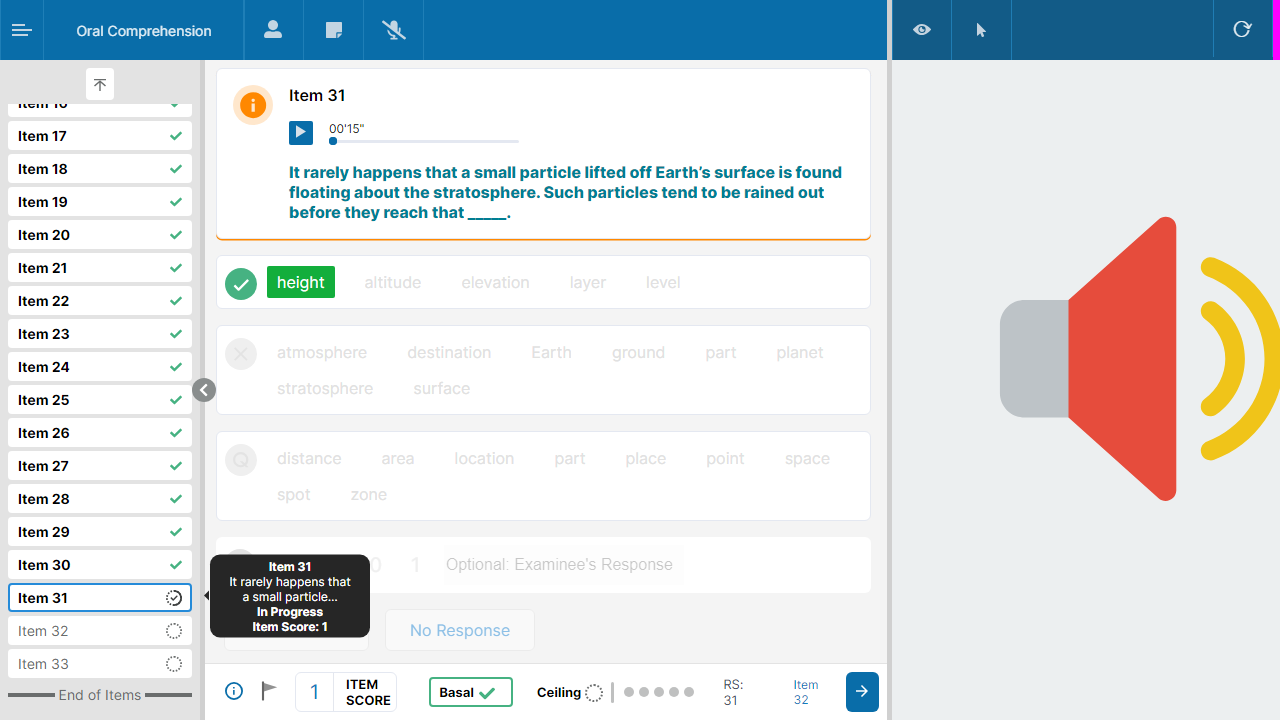 Oral Comprehension
Item 16
Item 17
Item 18
Item 19
Item 20
Item 21
Item 22
Item 23
Item 24
Item 25
Item 26
Item 27
Item 28
Item 29
Item 30
Item 31
Item 32
Item 33
End of Items
Item 31
00'15"
It rarely happens that a small particle lifted off Earth's surface is found
floating about the stratosphere. Such particles tend to be rained out
before they reach that _____.
height altitude elevation layer level
atmosphere destination Earth ground part planet
stratosphere surface
Q distance area location part place point space
spot zone
0 1 Optional: Examinee's Response
Item 31
It rarely happens that
a small particle...
In Progress
Item Score: 1
No Response
1 ITEM
SCORE
Basal
Ceiling
RS:
31
Item
32